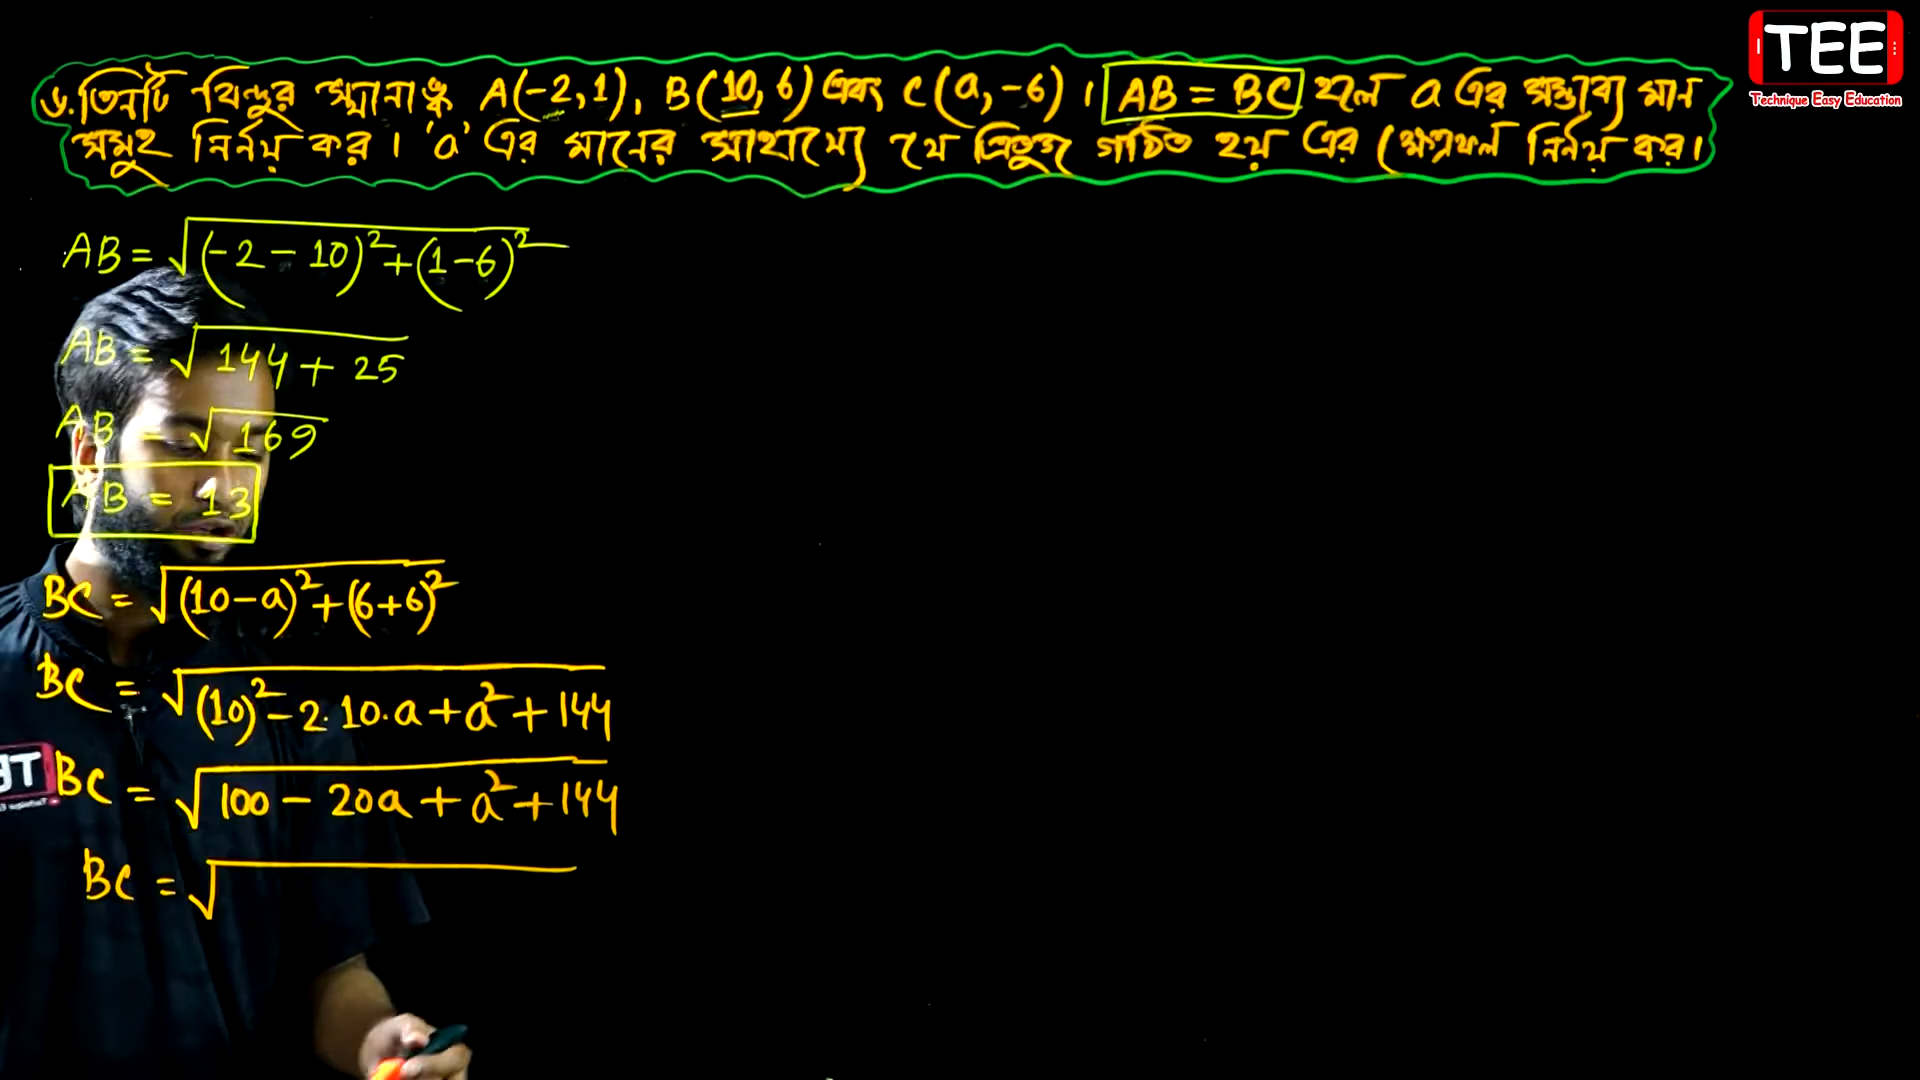 ৬. তিনটি বিন্দুর স্থানাঙ্ক A(-2,1), B(10,6) এবং C(a,-6) । AB = BC হলে a এর সম্ভাব্য মান
সমূহ নির্নয় কর । 'a' এর মানের সাহায্যে যে ত্রিভুজ গঠিত হয় এর ক্ষেত্রফল নির্নয় কর ।
TEE
Technique Easy Education
AB = √(-2 - 10)² + (1 - 6)²
AB = √144 + 25
AB = √169
AB = 13
BC = √(10-a)² + (6+6)²
BC = √(10)² - 2·10·a + a² + 144
BC = √100 - 20a + a² + 144
BC = √